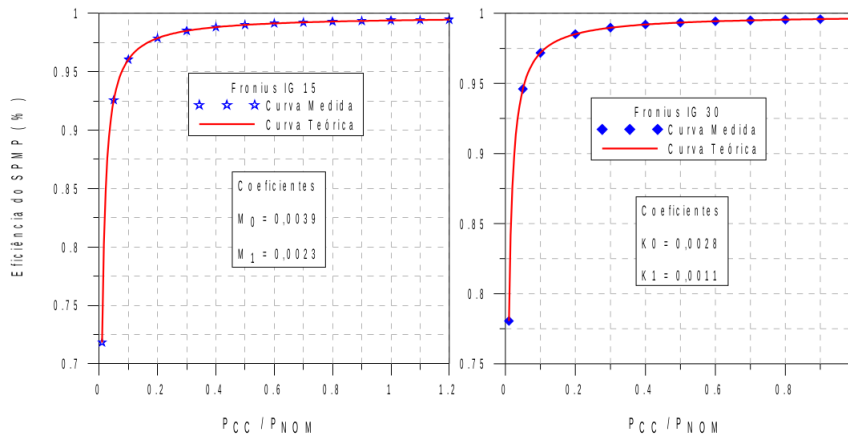 Eficiência do SPMP (%)
1
0.95
0.9
0.85
0.8
0.75
0.7
Fronius IG 15
Curva Medida
Curva Teórica
Coeficientes
M0 = 0,0039
M1 = 0,0023
0 0.2 0.4 0.6 0.8 1.0 1.2
PCC / PNOM
1
0.95
0.9
0.85
0.8
0.75
Fronius IG 30
Curva Medida
Curva Teórica
Coeficientes
K0 = 0,0028
K1 = 0,0011
0 0.2 0.4 0.6 0.8
PCC / PNOM